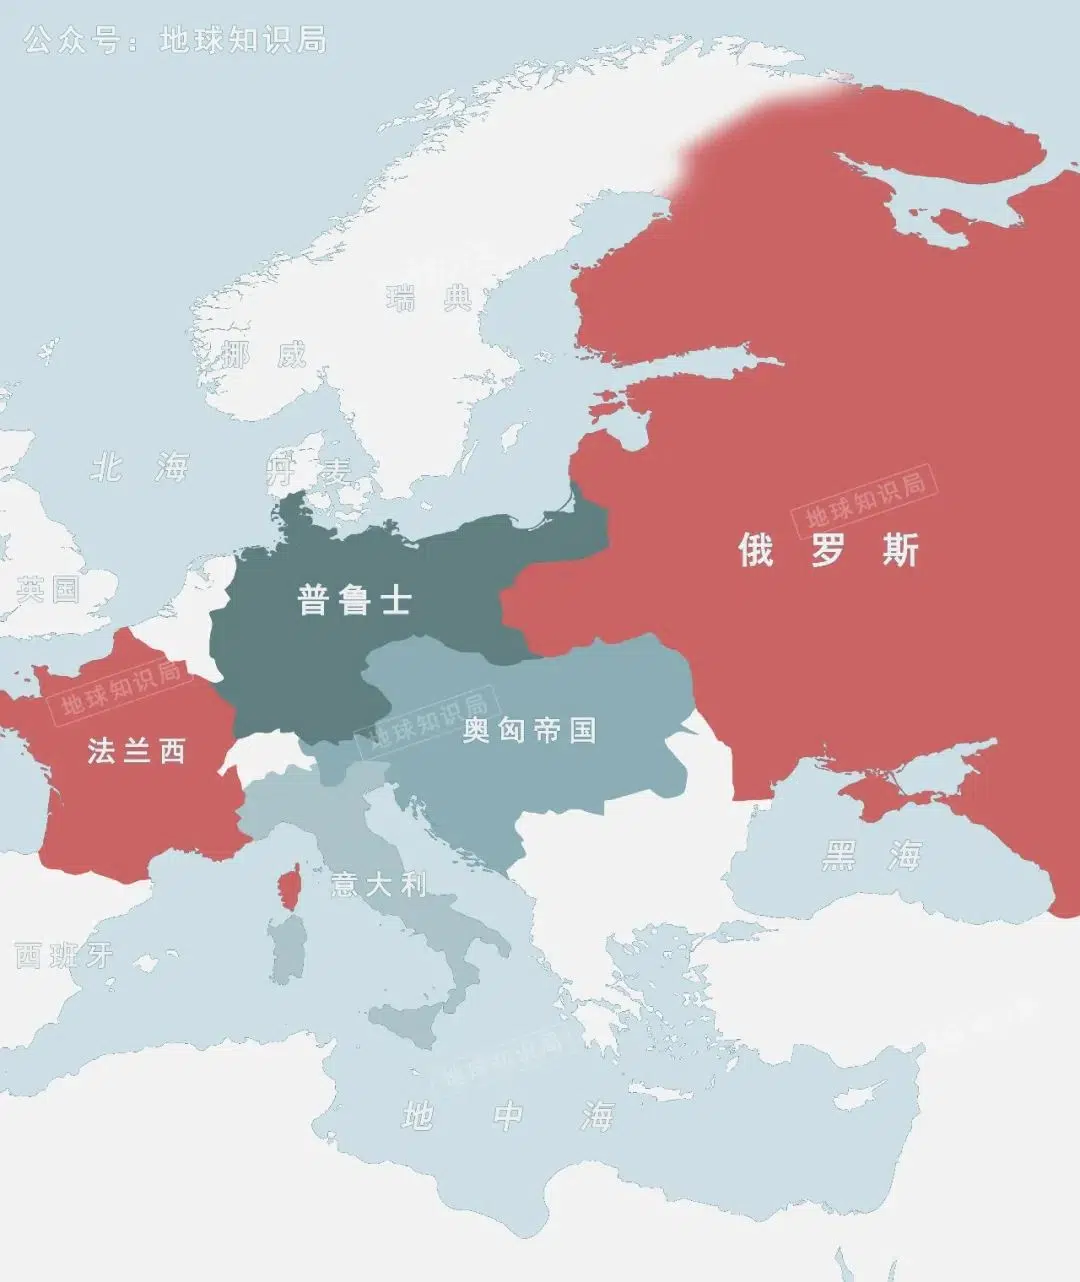 公众号：地球知识局
瑞典
挪威
北海
丹麦
地球知识局
俄罗斯
英国
普鲁士
地球知识局
法兰西
地球知识局
奥匈帝国
黑海
意大利
西班牙
地球知识局
地中海